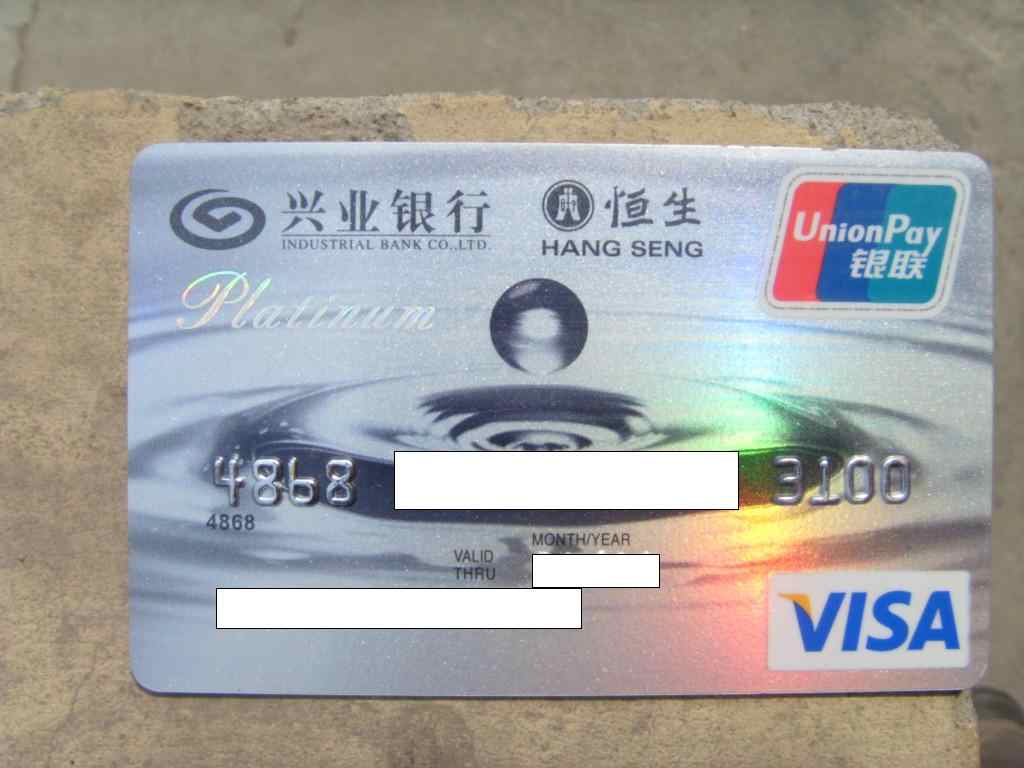 兴业银行
INDUSTRIAL BANK CO.,LTD.
恒生
HANG SENG
UnionPay
银联
Platinum
4868 3100
4868
MONTH/YEAR
VALID
THRU
VISA